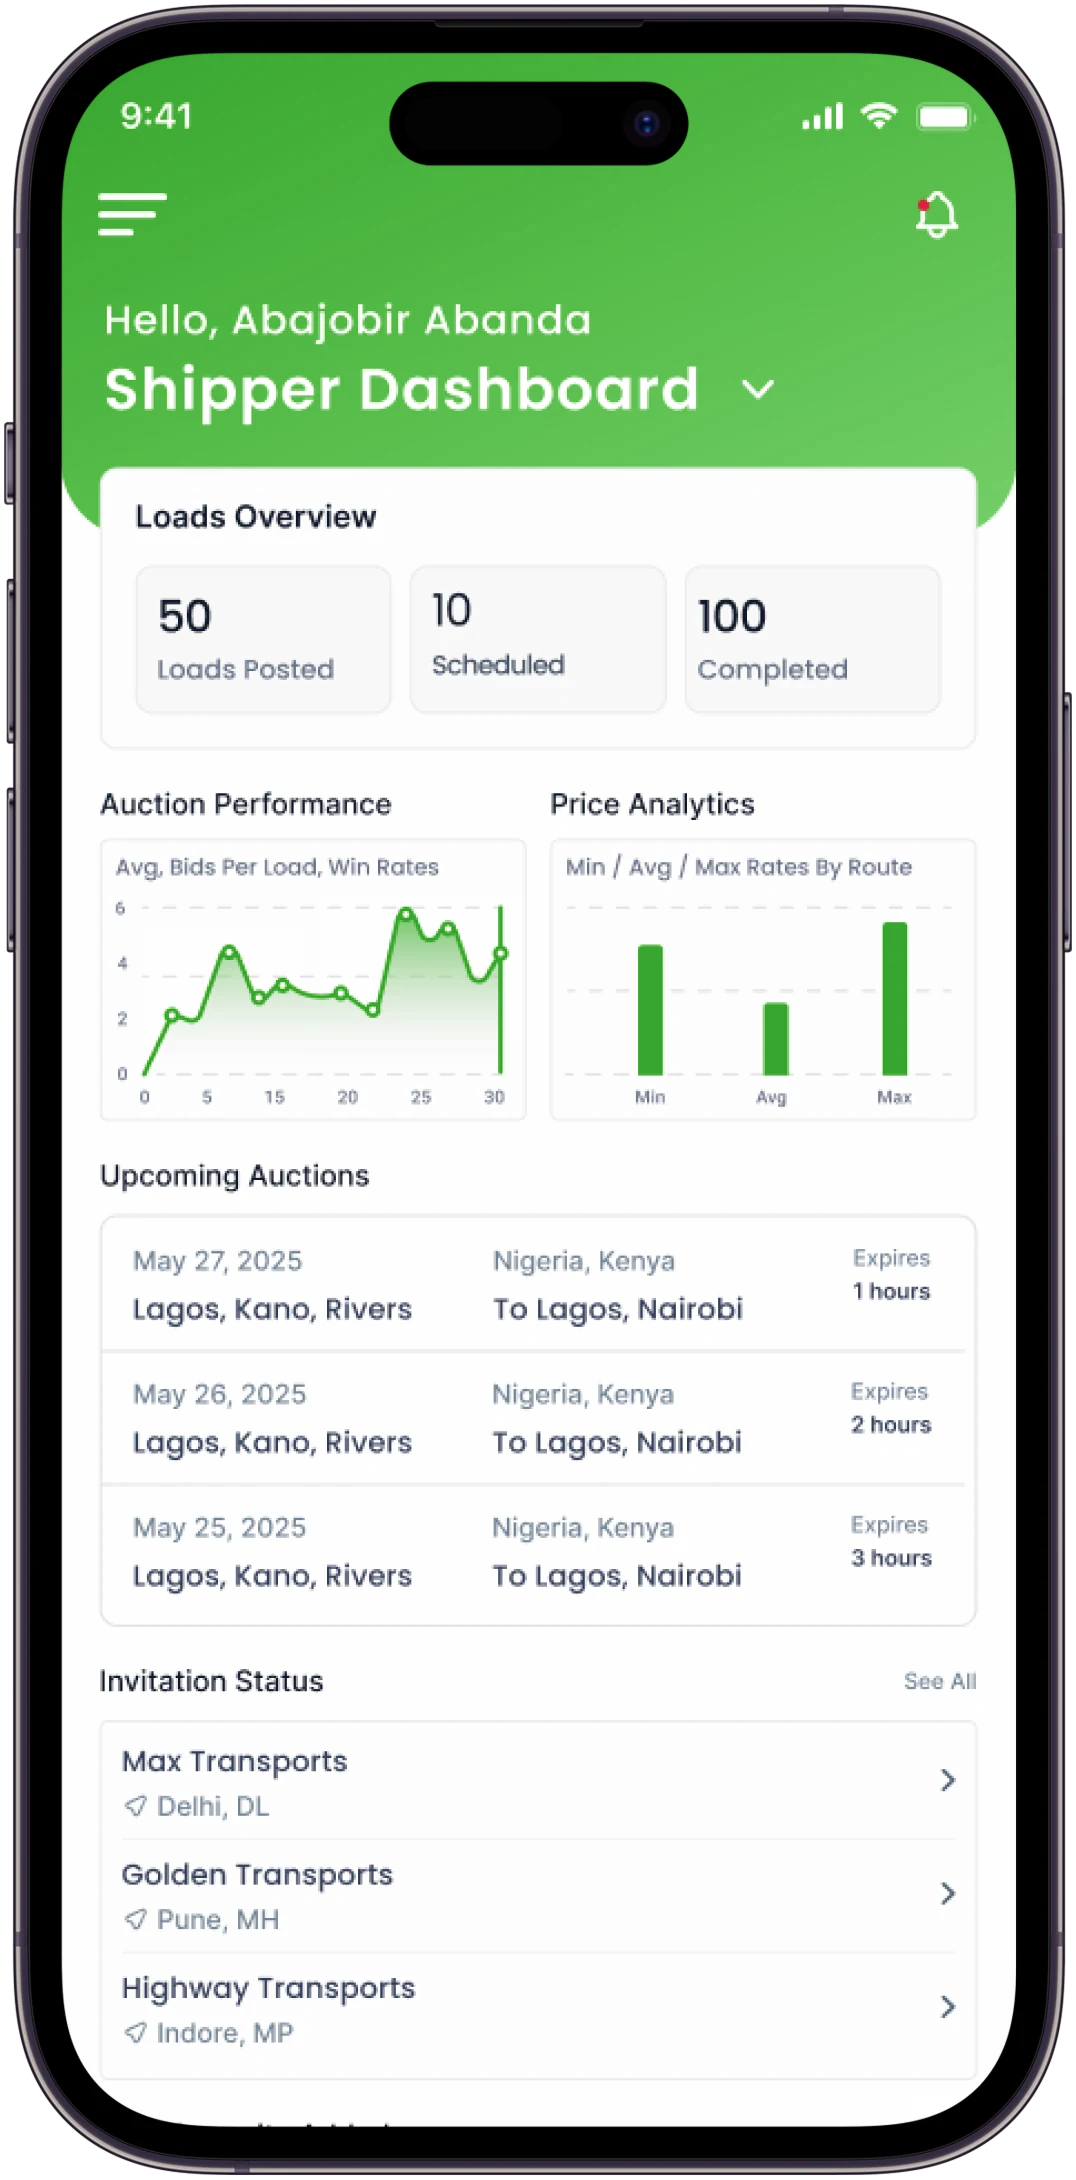 9:41
Hello, Abajobir Abanda
Shipper Dashboard
Loads Overview
50
Loads Posted
10
Scheduled
100
Completed
Auction Performance
Avg, Bids Per Load, Win Rates
6
4
2
0
0 5 15 20 25 30
Price Analytics
Min / Avg / Max Rates By Route
Min Avg Max
Upcoming Auctions
May 27, 2025
Lagos, Kano, Rivers
Nigeria, Kenya
To Lagos, Nairobi
Expires
1 hours
May 26, 2025
Lagos, Kano, Rivers
Nigeria, Kenya
To Lagos, Nairobi
Expires
2 hours
May 25, 2025
Lagos, Kano, Rivers
Nigeria, Kenya
To Lagos, Nairobi
Expires
3 hours
Invitation Status
See All
Max Transports
Delhi, DL
Golden Transports
Pune, MH
Highway Transports
Indore, MP